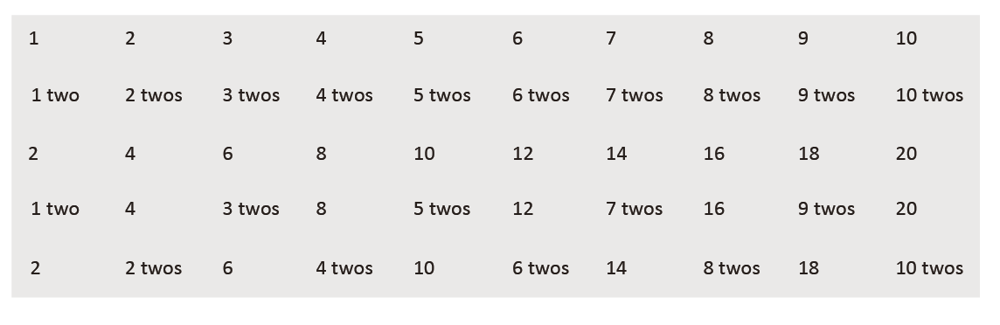 1 2 3 4 5 6 7 8 9 10
1 two 2 twos 3 twos 4 twos 5 twos 6 twos 7 twos 8 twos 9 twos 10 twos
2 4 6 8 10 12 14 16 18 20
1 two 4 3 twos 8 5 twos 12 7 twos 16 9 twos 20
2 2 twos 6 4 twos 10 6 twos 14 8 twos 18 10 twos